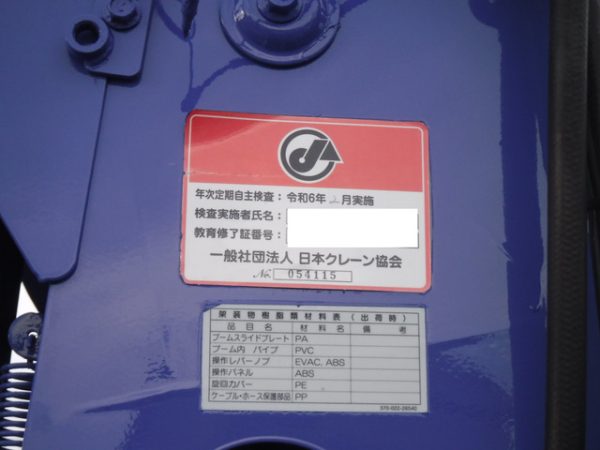 年次定期自主検査：令和6年 月実施
検査実施者氏名：
教育修了証番号：
一般社団法人 日本クレーン協会
No. 054115
架装物樹脂類材料表（出荷時）
品目名 材料名 備考
ブームスライドプレート PA
ブーム内 パイプ PVC
操作レバーノブ EVAC, ABS
操作パネル ABS
旋回カバー PE
ケーブル・ホース保護部品 PP